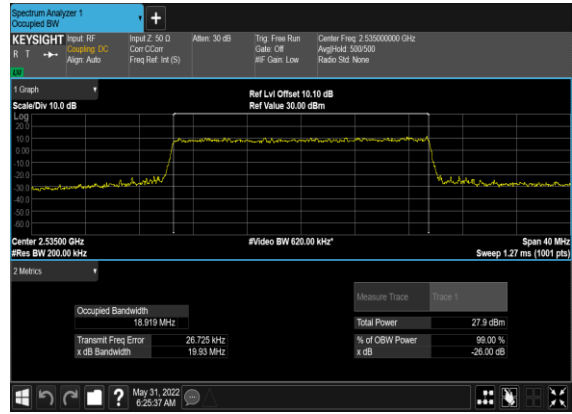 Spectrum Analyzer 1
Occupied BW
+
KEYSIGHT Input: RF Input Z: 50 Ω Atten: 30 dB Trig: Free Run Center Freq: 2.535000000 GHz
R T Coupling: DC Corr CCorr Gate: Off Avg|Hold: 500/500
Align: Auto Freq Ref: Int (S) #IF Gain: Low Radio Std: None
LW
1 Graph Ref Lvl Offset 10.10 dB
Scale/Div 10.0 dB Ref Value 30.00 dBm
Log
20.0
10.0
0.00
-10.0
-20.0
-30.0
-40.0
-50.0
-60.0
Center 2.53500 GHz #Video BW 620.00 kHz* Span 40 MHz
#Res BW 200.00 kHz Sweep 1.27 ms (1001 pts)
2 Metrics
Measure Trace Trace 1
Occupied Bandwidth
18.919 MHz Total Power 27.9 dBm
Transmit Freq Error 26.725 kHz % of OBW Power 99.00 %
x dB Bandwidth 19.93 MHz x dB -26.00 dB
? May 31, 2022
6:25:37 AM